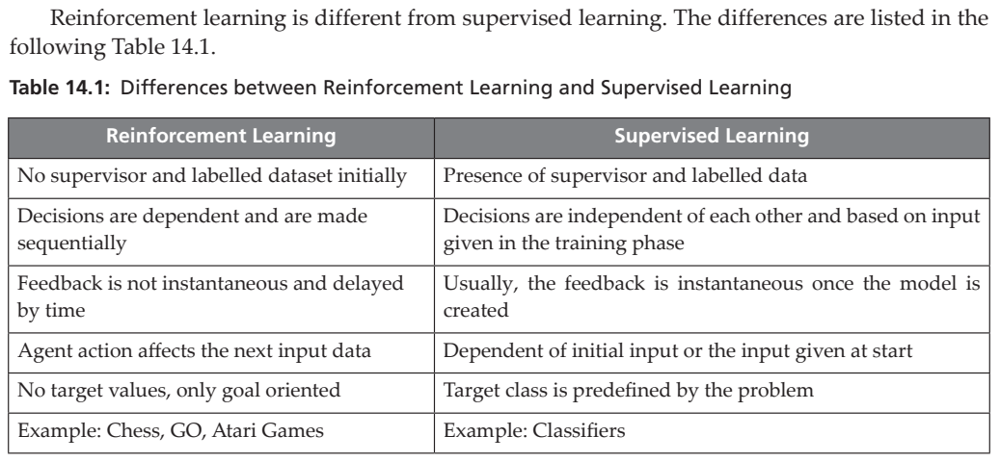 Reinforcement learning is different from supervised learning. The differences are listed in the
following Table 14.1.
Table 14.1: Differences between Reinforcement Learning and Supervised Learning
Reinforcement Learning
Supervised Learning
No supervisor and labelled dataset initially
Presence of supervisor and labelled data
Decisions are dependent and are made
sequentially
Decisions are independent of each other and based on input
given in the training phase
Feedback is not instantaneous and delayed
by time
Usually, the feedback is instantaneous once the model is
created
Agent action affects the next input data
Dependent of initial input or the input given at start
No target values, only goal oriented
Target class is predefined by the problem
Example: Chess, GO, Atari Games
Example: Classifiers